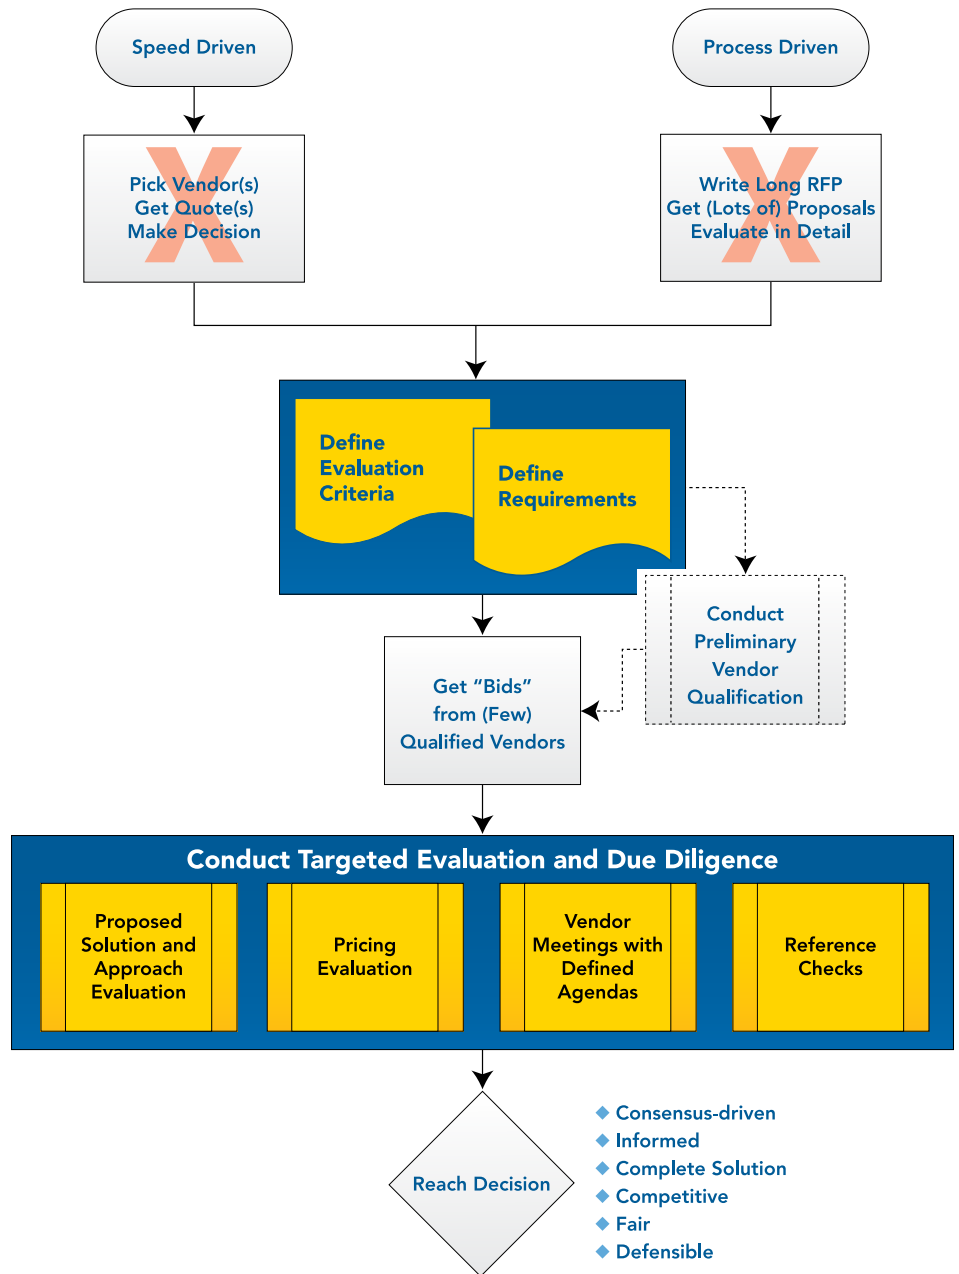 Speed Driven
Process Driven
Pick Vendor(s)
Get Quote(s)
Make Decision
Write Long RFP
Get (Lots of) Proposals
Evaluate in Detail
Define
Evaluation
Criteria
Define
Requirements
Conduct
Preliminary
Vendor
Qualification
Get “Bids”
from (Few)
Qualified Vendors
Conduct Targeted Evaluation and Due Diligence
Proposed
Solution and
Approach
Evaluation
Pricing
Evaluation
Vendor
Meetings with
Defined
Agendas
Reference
Checks
Reach Decision
Consensus-driven
Informed
Complete Solution
Competitive
Fair
Defensible